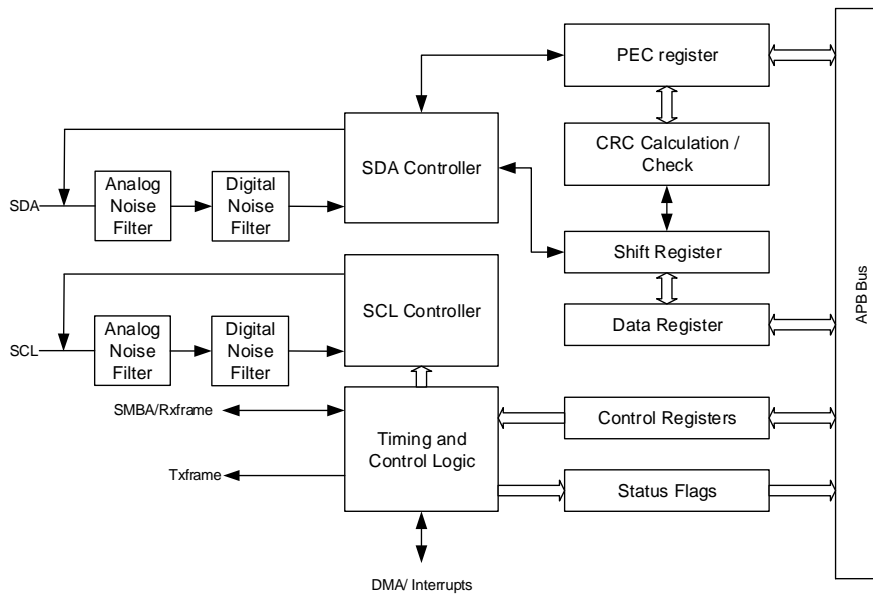 PEC register
CRC Calculation /
Check
SDA Controller
Analog
Noise
Filter
Digital
Noise
Filter
SDA
Shift Register
SCL Controller
Data Register
APB Bus
Analog
Noise
Filter
Digital
Noise
Filter
SCL
SMBA/Rxframe
Timing and
Control Logic
Control Registers
Txframe
Status Flags
DMA/ Interrupts